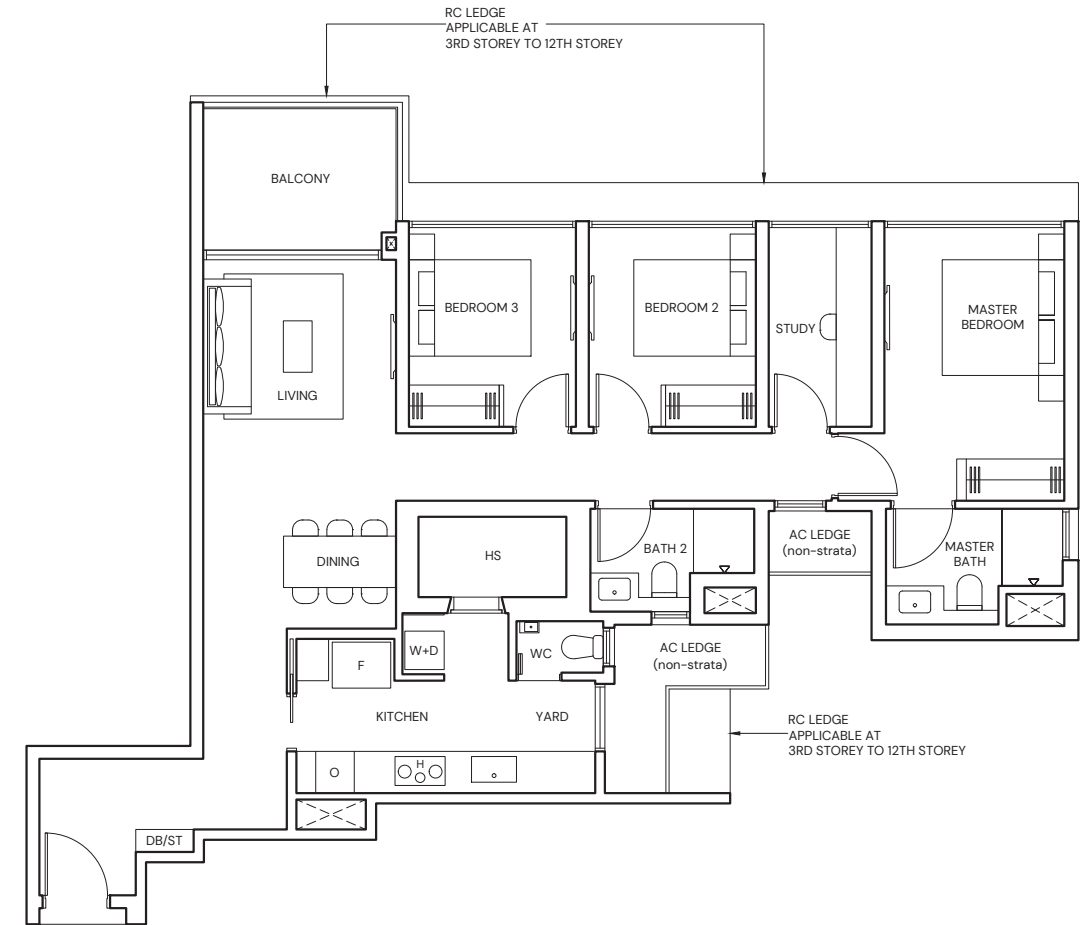 RC LEDGE
APPLICABLE AT
3RD STOREY TO 12TH STOREY
BALCONY
BEDROOM 3
BEDROOM 2
STUDY
MASTER
BEDROOM
LIVING
DINING
HS
BATH 2
AC LEDGE
(non-strata)
MASTER
BATH
W+D
WC
AC LEDGE
(non-strata)
F
KITCHEN
YARD
RC LEDGE
APPLICABLE AT
3RD STOREY TO 12TH STOREY
O
H
DB/ST